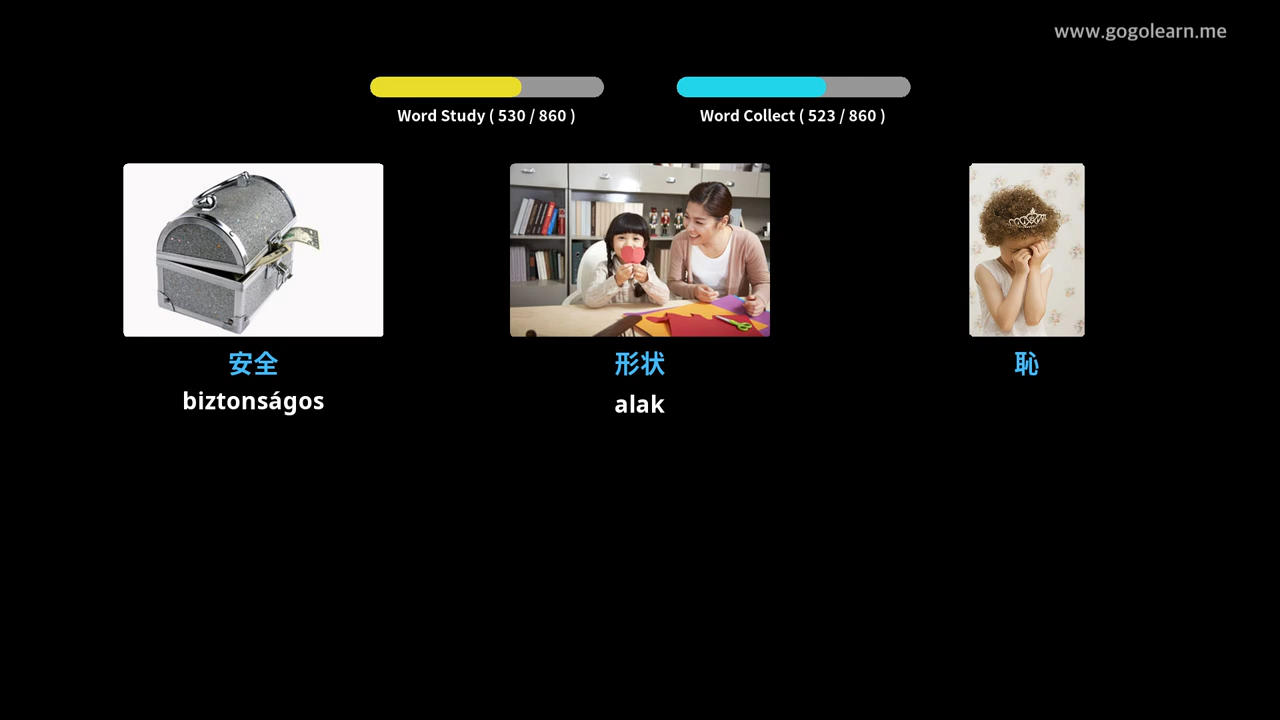 www.gogolearn.me
Word Study ( 530 / 860 )
Word Collect ( 523 / 860 )
安全
biztonságos
形状
alak
恥